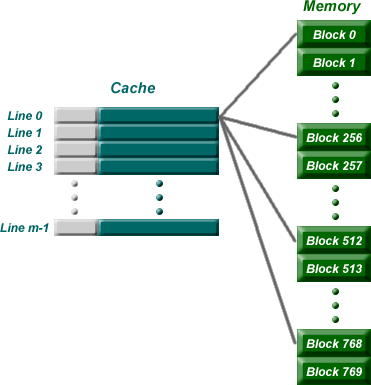 Memory
Block 0
Block 1
Cache
Line 0
Line 1
Line 2
Line 3
Line m-1
Block 256
Block 257
Block 512
Block 513
Block 768
Block 769